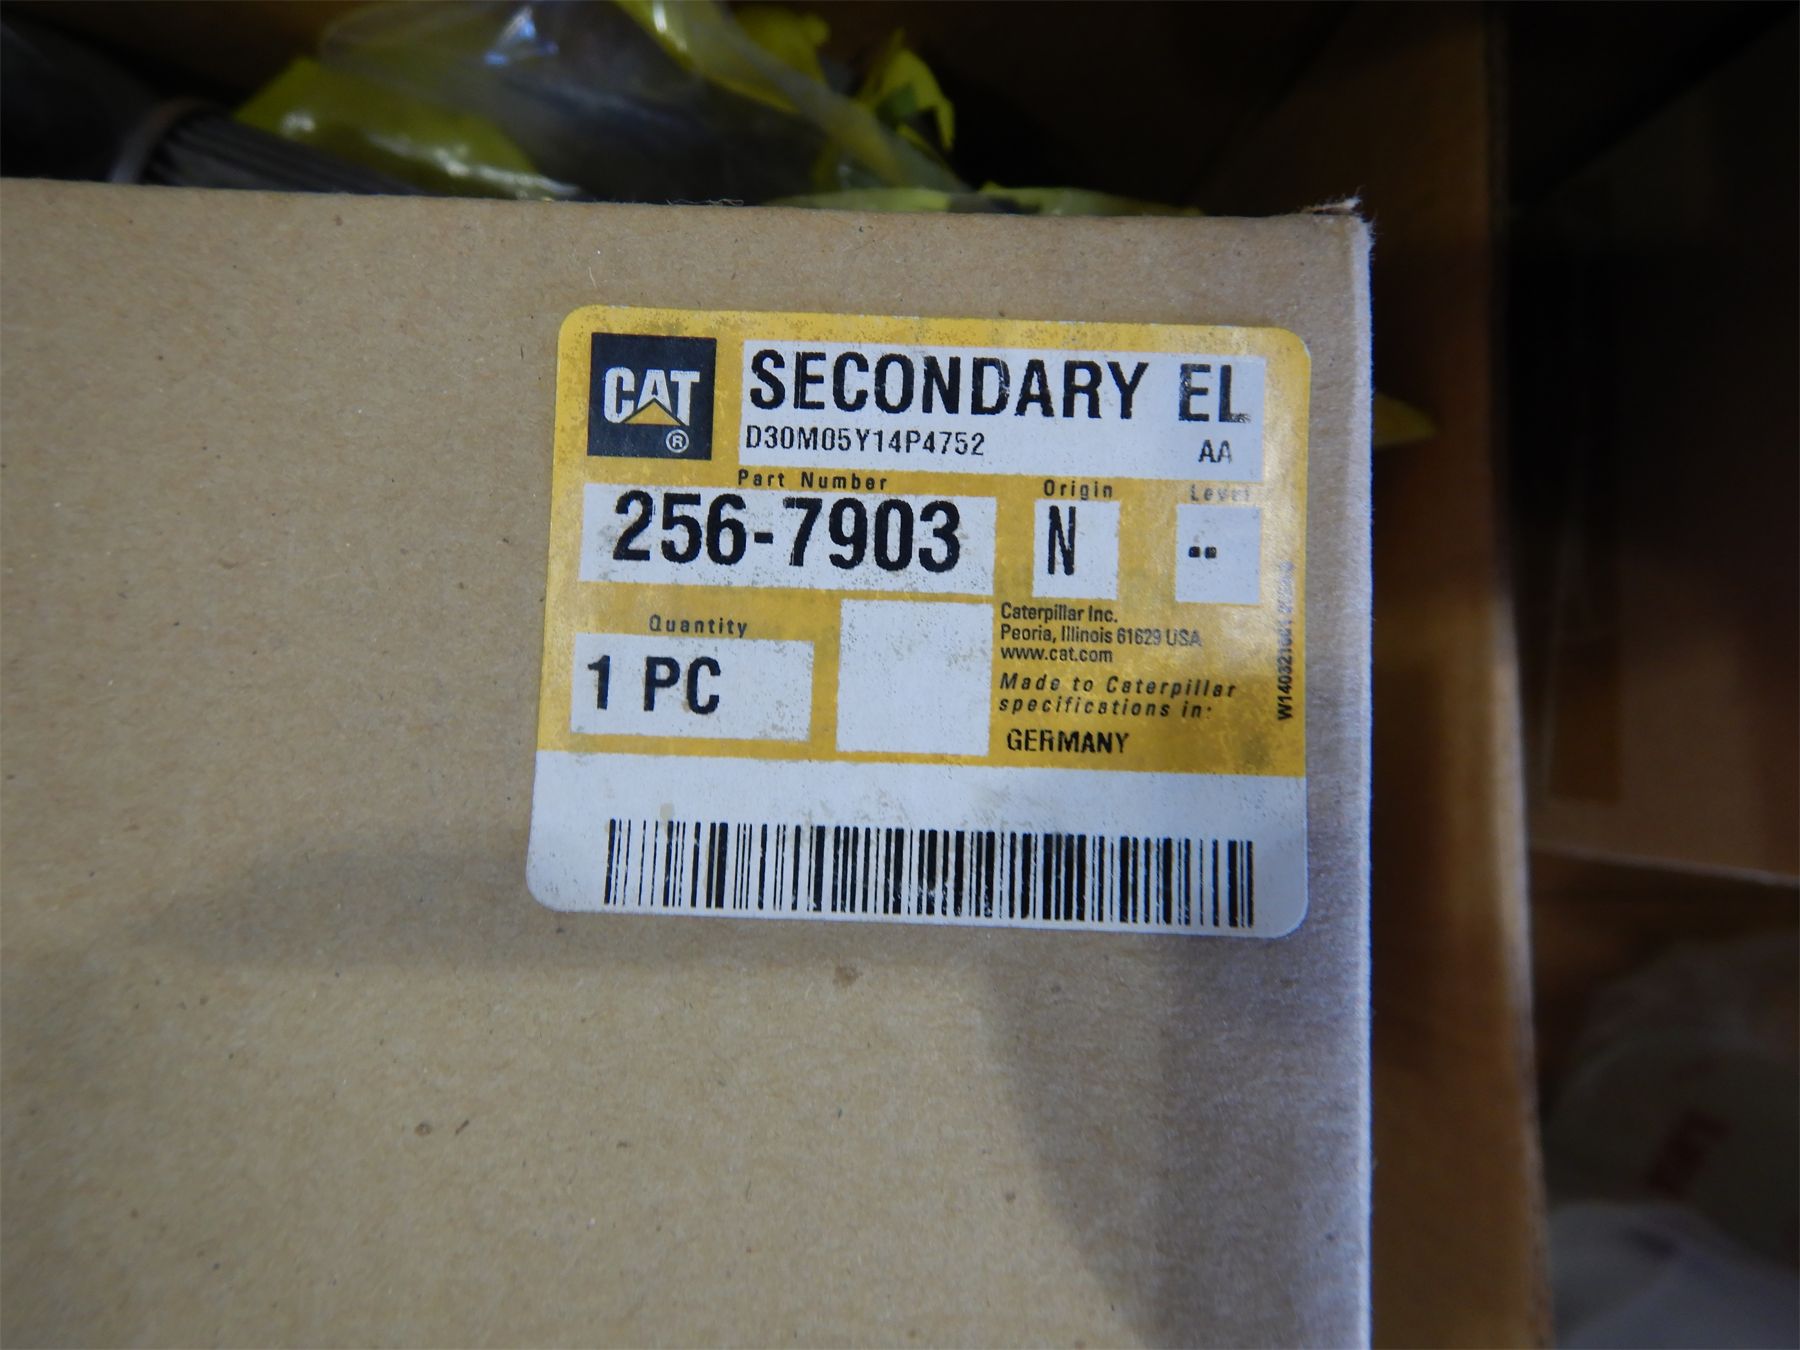 CAT®
SECONDARY EL
D30M05Y14P4752 AA
Part Number Origin Level
256-7903 N --
Quantity
1 PC
Caterpillar Inc.
Peoria, Illinois 61629 USA
www.cat.com
Made to Caterpillar
specifications in:
GERMANY